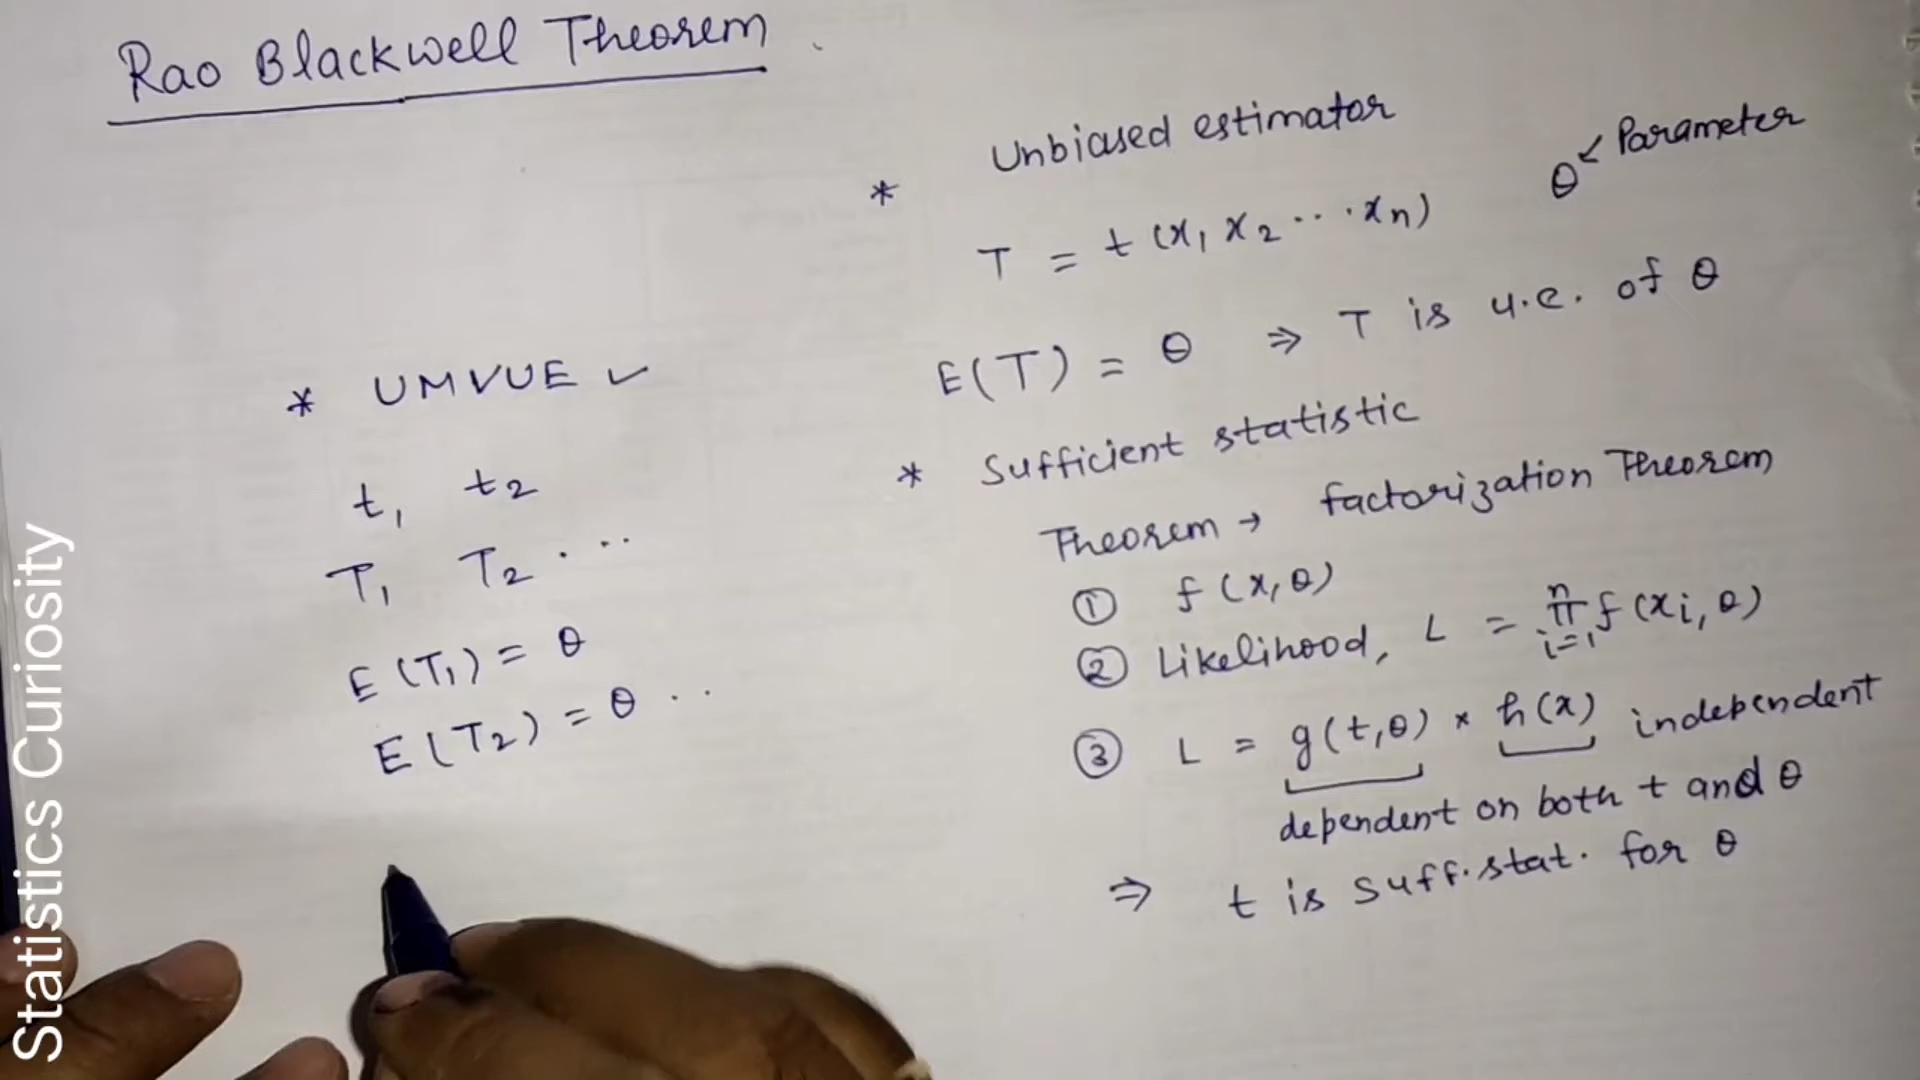 Rao Blackwell Theorem
* UMVUE ✓
t₁ t₂
T₁ T₂ ...
E(T₁) = θ
E(T₂) = θ ..
* Unbiased estimator
θ ↙ Parameter
T = t(x₁ x₂ ... xn)
E(T) = θ ⇒ T is u.e. of θ
* Sufficient statistic
Theorem → factorization Theorem
① f(x,θ)
② Likelihood, L = n π i=1 f(xi,θ)
③ L = g(t,θ) * h(x) independent
dependent on both t and θ
⇒ t is suff.stat. for θ
Statistics Curiosity